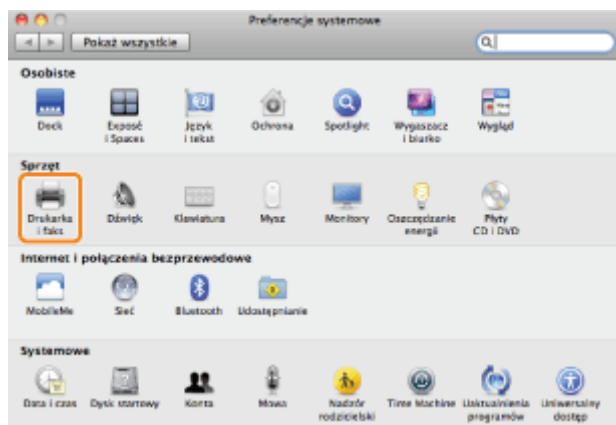 Preferencje systemowe
Pokaż wszystkie
Osobiste
Dock Exposé i Spaces Język i tekst Ochrona Spotlight Wygaszacz i biurko Wygląd
Sprzęt
Drukarka i faks Dźwięk Klawiatura Mysz Monitory Oszczędzanie energii Płyty CD i DVD
Internet i połączenia bezprzewodowe
MobileMe Sieć Bluetooth Udostępnianie
Systemowe
Data i czas Dysk startowy Konta Mowa Nadzór rodzicielski Time Machine Uaktualnienia programów Uniwersalny dostęp